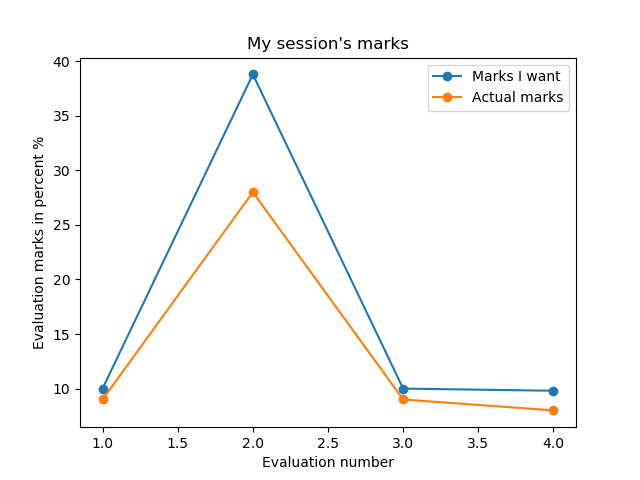 My session's marks
Marks I want
Actual marks
Evaluation marks in percent %
40
35
30
25
20
15
10
1.0 1.5 2.0 2.5 3.0 3.5 4.0
Evaluation number